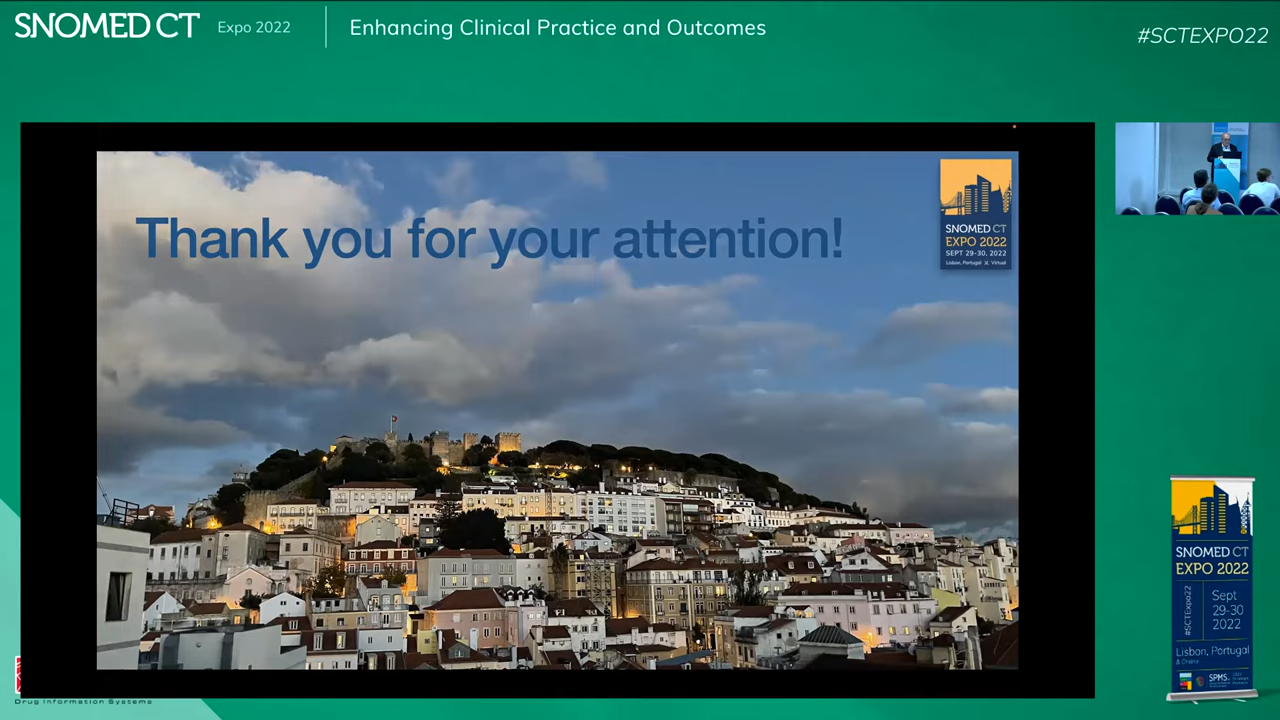 SNOMED CT Expo 2022 Enhancing Clinical Practice and Outcomes
#SCTEXPO22
Thank you for your attention!
SNOMED CT
EXPO 2022
SEPT 29-30, 2022
Lisbon, Portugal & Virtual
SNOMED CT
EXPO 2022
#SCTExpo22
Sept
29-30
2022
Lisbon, Portugal
& Online
SPMS
Drug Information Systems